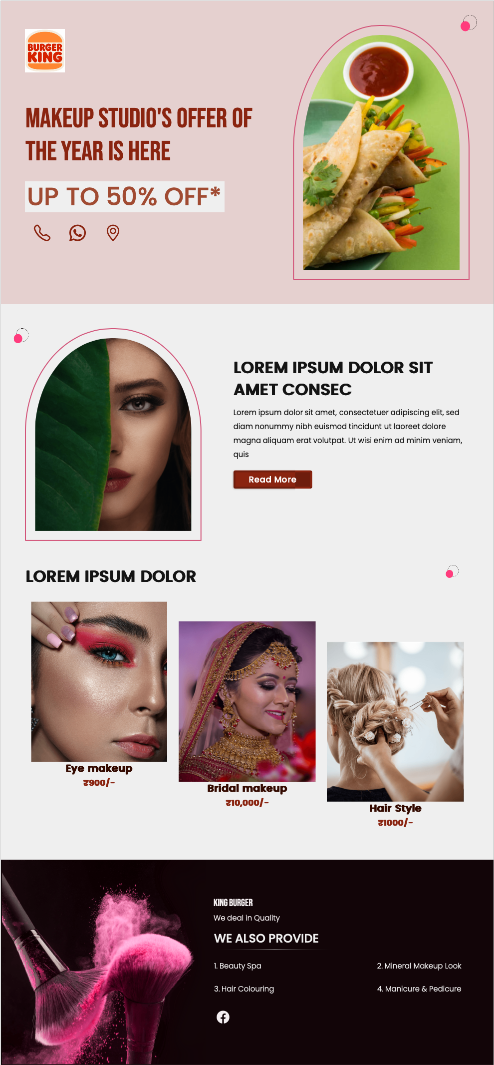 BURGER
KING
MAKEUP STUDIO'S OFFER OF
THE YEAR IS HERE
UP TO 50% OFF*
LOREM IPSUM DOLOR SIT
AMET CONSEC
Lorem ipsum dolor sit amet, consectetuer adipiscing elit, sed
diam nonummy nibh euismod tincidunt ut laoreet dolore
magna aliquam erat volutpat. Ut wisi enim ad minim veniam,
quis
Read More
LOREM IPSUM DOLOR
Eye makeup
₹900/-
Bridal makeup
₹10,000/-
Hair Style
₹1000/-
KING BURGER
We deal in Quality
WE ALSO PROVIDE
1. Beauty Spa
2. Mineral Makeup Look
3. Hair Colouring
4. Manicure & Pedicure